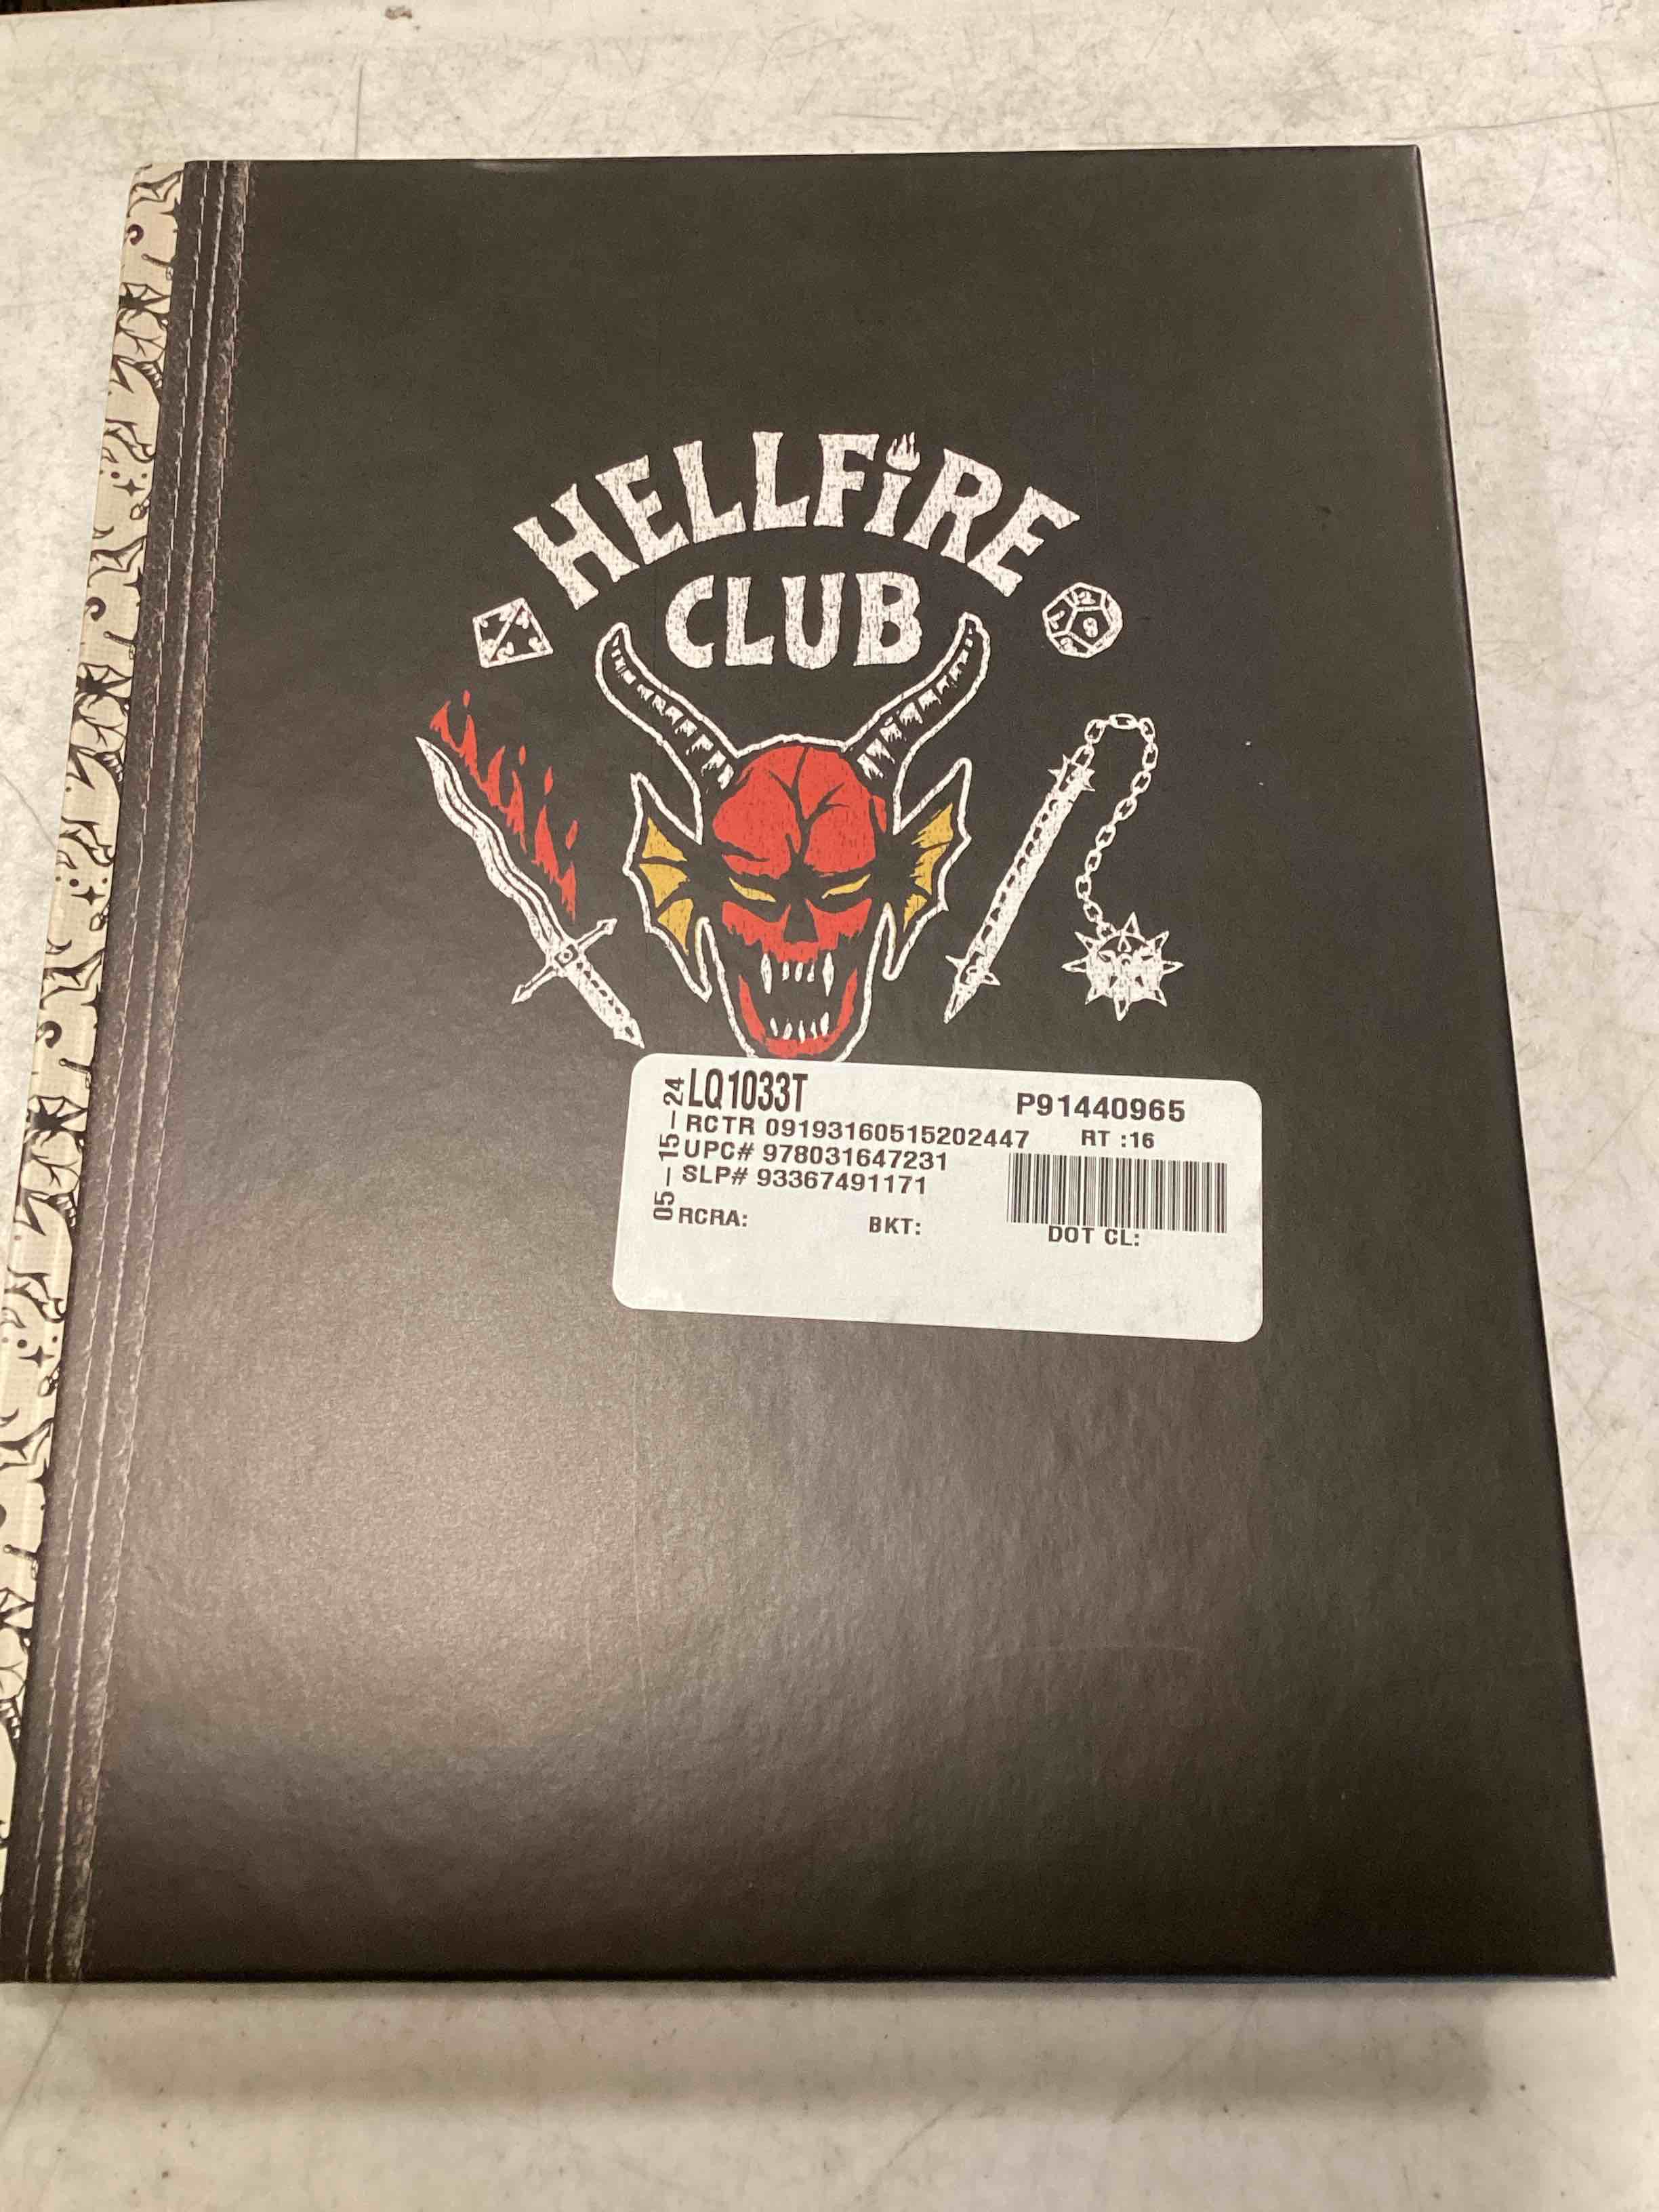 HELLFiRE
CLUB
LQ1033T
P91440965
RCTR 09193160515202447 RT :16
UPC# 978031647231
SLP# 93367491171
RCRA: BKT: DOT CL:
05-15-24